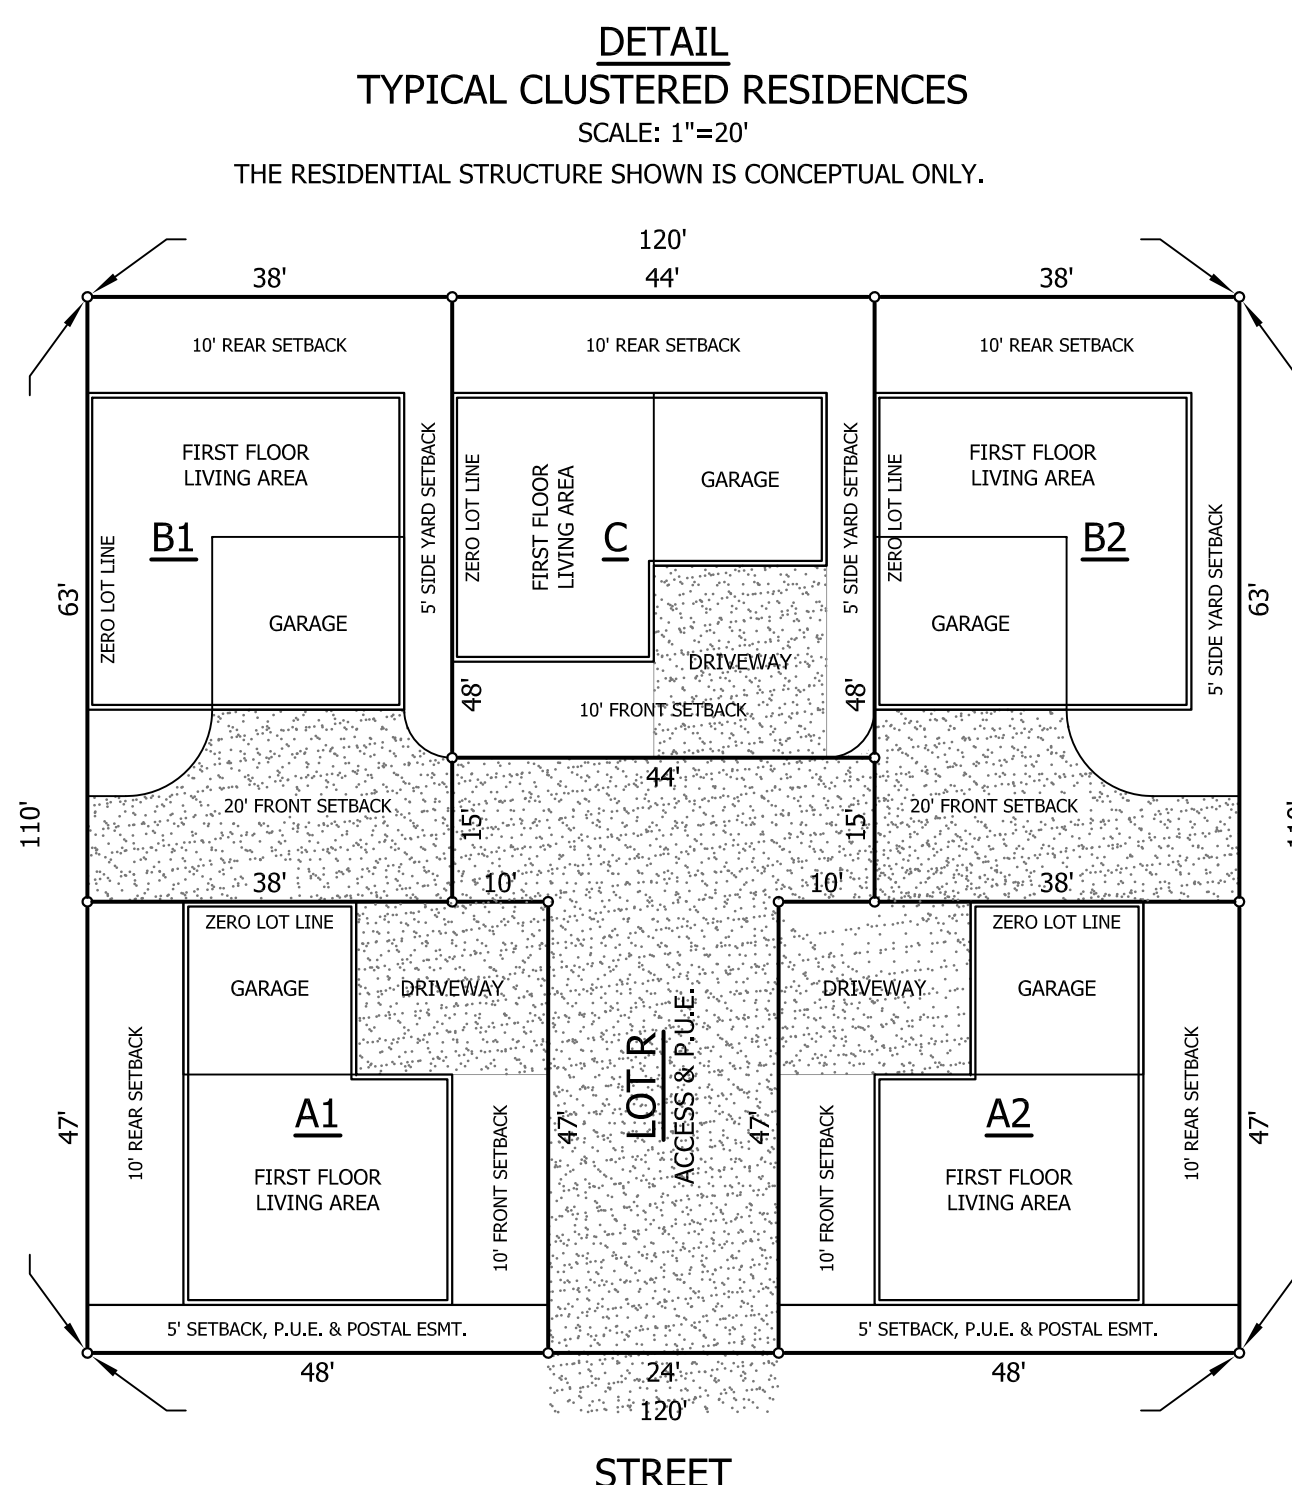 DETAIL
TYPICAL CLUSTERED RESIDENCES
SCALE: 1"=20'
THE RESIDENTIAL STRUCTURE SHOWN IS CONCEPTUAL ONLY.
120'
38'
44'
38'
10' REAR SETBACK
10' REAR SETBACK
10' REAR SETBACK
FIRST FLOOR
LIVING AREA
B1
ZERO LOT LINE
GARAGE
5' SIDE YARD SETBACK
63'
ZERO LOT LINE
FIRST FLOOR
LIVING AREA
C
GARAGE
DRIVEWAY
10' FRONT SETBACK
5' SIDE YARD SETBACK
48'
48'
44'
ZERO LOT LINE
FIRST FLOOR
LIVING AREA
B2
GARAGE
5' SIDE YARD SETBACK
63'
110'
20' FRONT SETBACK
15'
15'
20' FRONT SETBACK
38'
10'
10'
38'
ZERO LOT LINE
GARAGE
DRIVEWAY
10' REAR SETBACK
47'
A1
FIRST FLOOR
LIVING AREA
10' FRONT SETBACK
47'
LOT R
ACCESS & P.U.E.
47'
ZERO LOT LINE
DRIVEWAY
GARAGE
10' FRONT SETBACK
A2
FIRST FLOOR
LIVING AREA
10' REAR SETBACK
47'
5' SETBACK, P.U.E. & POSTAL ESMT.
5' SETBACK, P.U.E. & POSTAL ESMT.
48'
24'
48'
120'
STREET